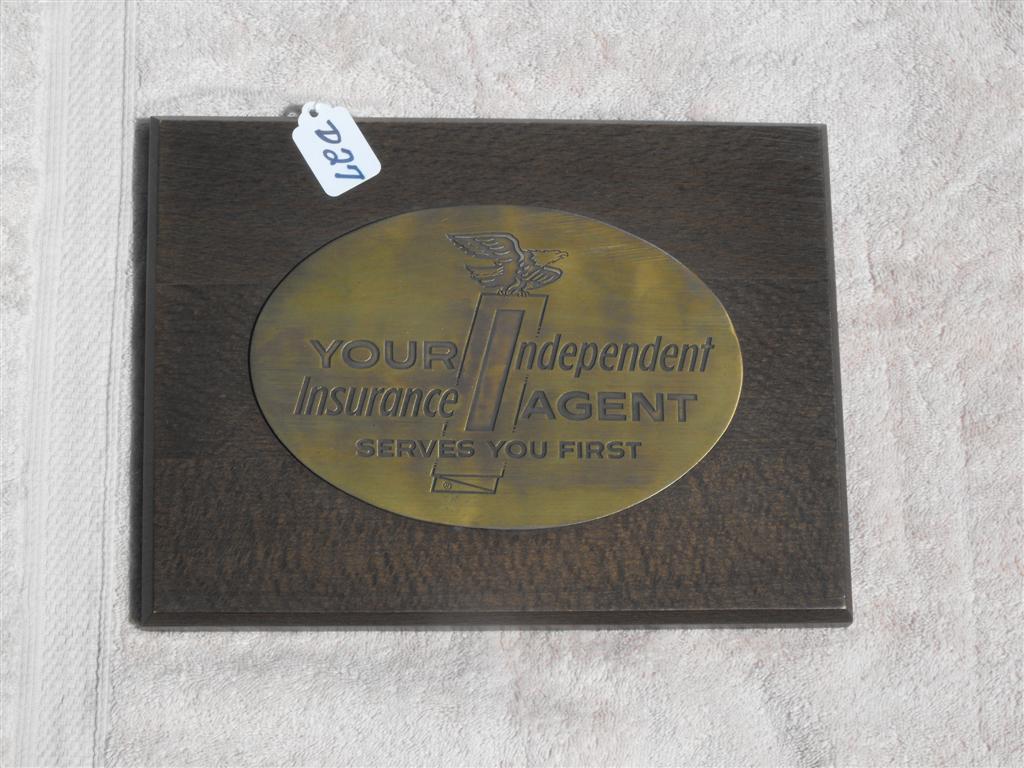 D27
YOUR Independent
Insurance AGENT
SERVES YOU FIRST
®